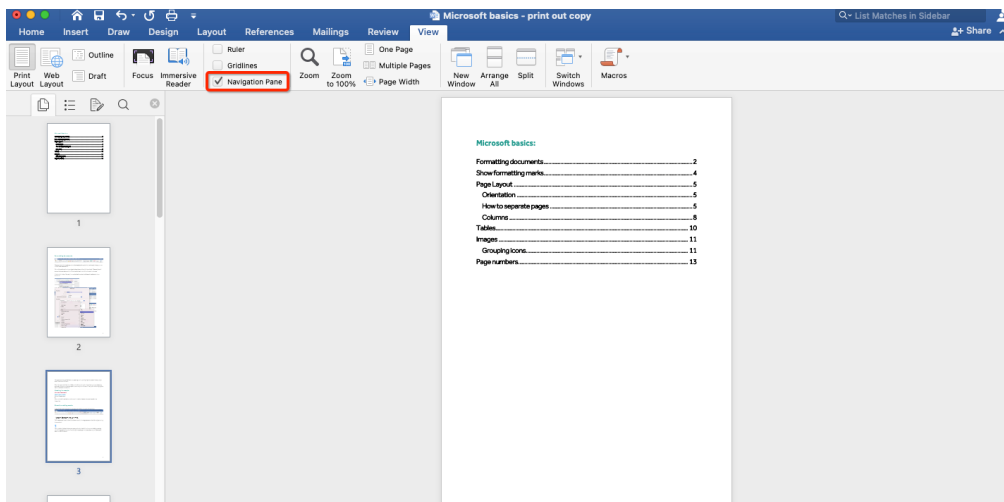 Microsoft basics - print out copy
List Matches in Sidebar
Home Insert Draw Design Layout References Mailings Review View
Share
Print Layout
Web Layout
Outline
Draft
Focus
Immersive Reader
Ruler
Gridlines
Navigation Pane
Zoom
Zoom to 100%
One Page
Multiple Pages
Page Width
New Window
Arrange All
Split
Switch Windows
Macros
1
2
3
Microsoft basics:
Formatting documents 2
Show formatting marks 4
Page Layout 5
Orientation 5
How to separate pages 5
Columns 8
Tables 10
Images 11
Grouping icons 11
Page numbers 13